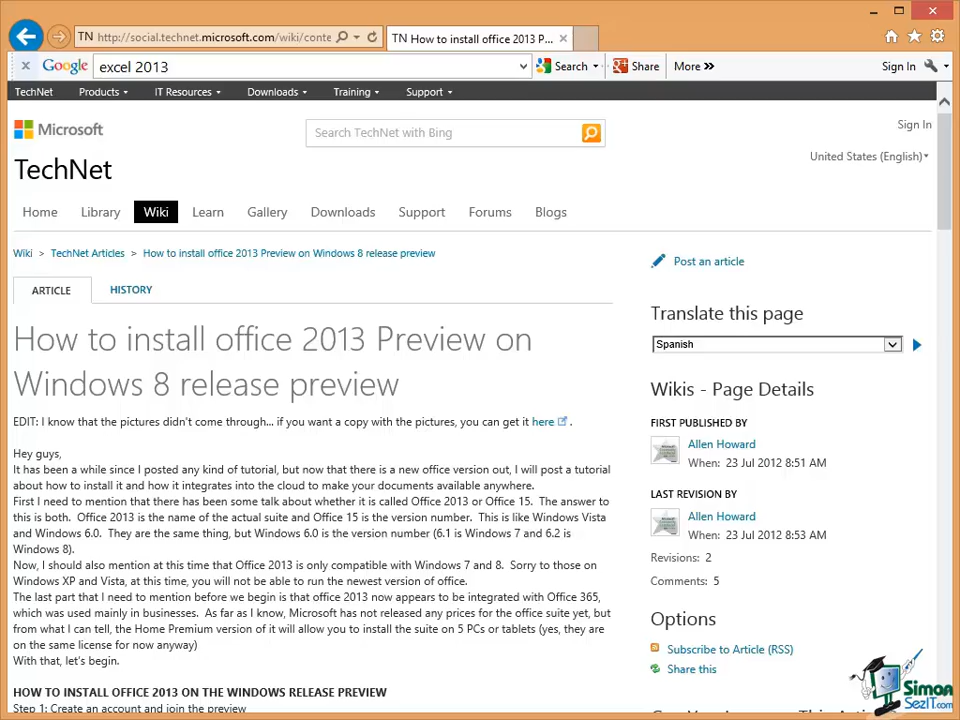 TN http://social.technet.microsoft.com/wiki/conte
TN How to install office 2013 P...
Google excel 2013 Search Share More » Sign In
TechNet Products IT Resources Downloads Training Support
Microsoft
Search TechNet with Bing
Sign In
TechNet
United States (English)
Home Library Wiki Learn Gallery Downloads Support Forums Blogs
Wiki > TechNet Articles > How to install office 2013 Preview on Windows 8 release preview
ARTICLE HISTORY
How to install office 2013 Preview on
Windows 8 release preview
EDIT: I know that the pictures didn't come through... if you want a copy with the pictures, you can get it here .
Hey guys,
It has been a while since I posted any kind of tutorial, but now that there is a new office version out, I will post a tutorial
about how to install it and how it integrates into the cloud to make your documents available anywhere.
First I need to mention that there has been some talk about whether it is called Office 2013 or Office 15. The answer to
this is both. Office 2013 is the name of the actual suite and Office 15 is the version number. This is like Windows Vista
and Windows 6.0. They are the same thing, but Windows 6.0 is the version number (6.1 is Windows 7 and 6.2 is
Windows 8).
Now, I should also mention at this time that Office 2013 is only compatible with Windows 7 and 8. Sorry to those on
Windows XP and Vista, at this time, you will not be able to run the newest version of office.
The last part that I need to mention before we begin is that office 2013 now appears to be integrated with Office 365,
which was used mainly in businesses. As far as I know, Microsoft has not released any prices for the office suite yet, but
from what I can tell, the Home Premium version of it will allow you to install the suite on 5 PCs or tablets (yes, they are
on the same license for now anyway)
With that, let's begin.
HOW TO INSTALL OFFICE 2013 ON THE WINDOWS RELEASE PREVIEW
Step 1: Create an account and join the preview
Post an article
Translate this page
Spanish
Wikis - Page Details
FIRST PUBLISHED BY
Allen Howard
When: 23 Jul 2012 8:51 AM
LAST REVISION BY
Allen Howard
When: 23 Jul 2012 8:53 AM
Revisions: 2
Comments: 5
Options
Subscribe to Article (RSS)
Share this
Simon
SezIT.com